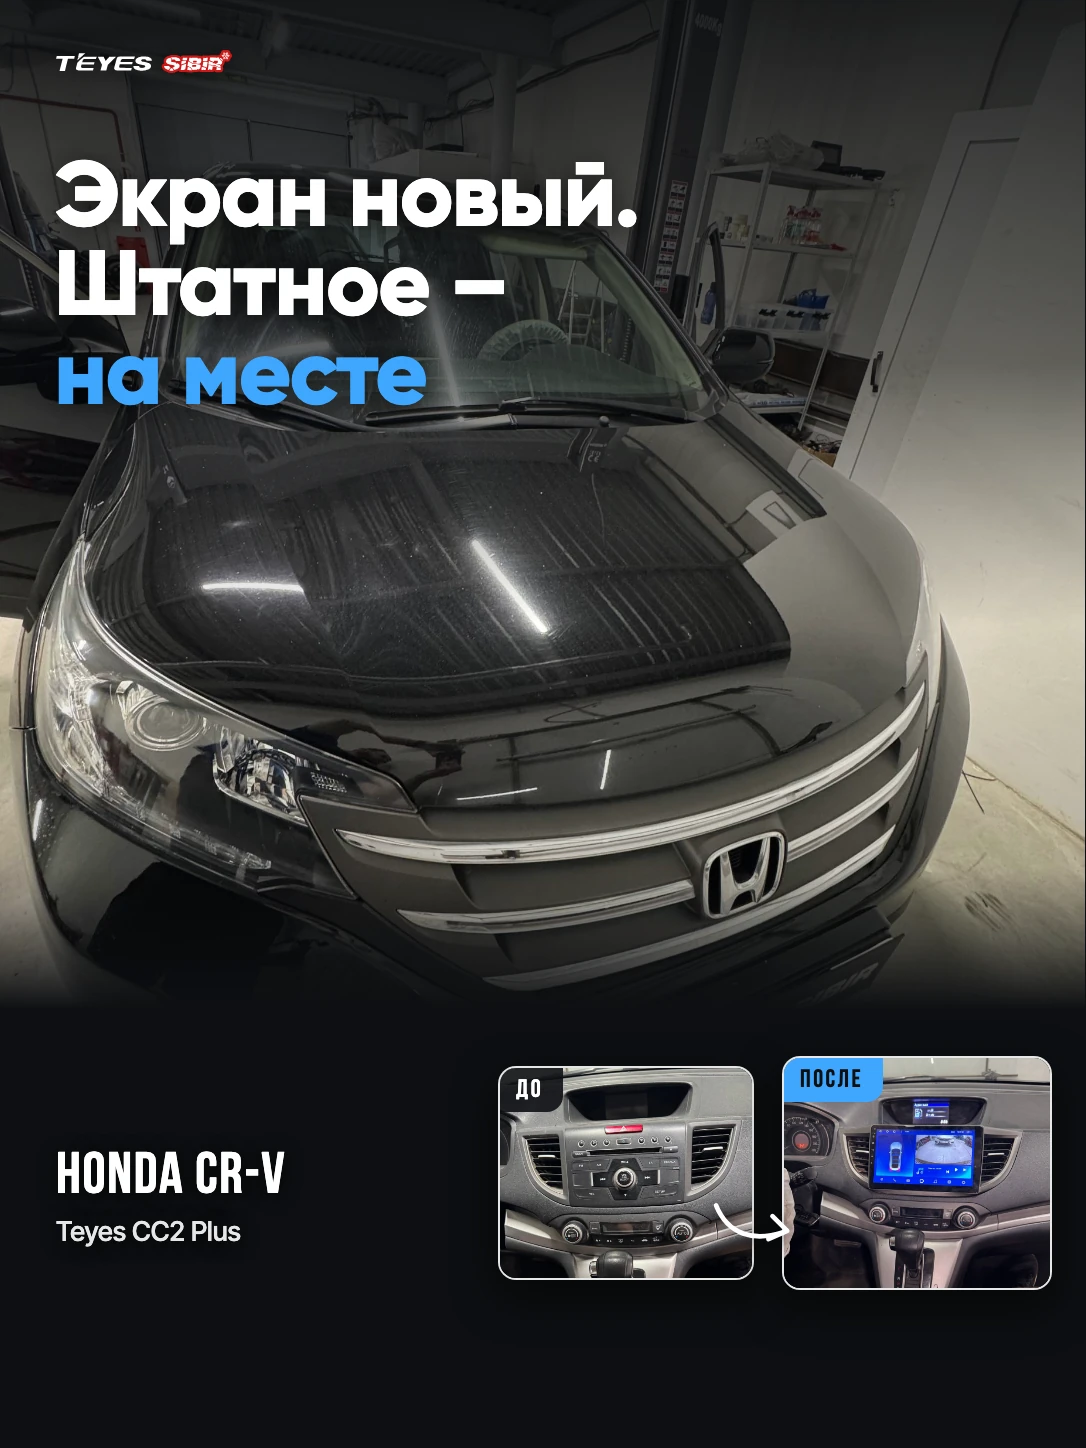 TEYES SIBIR
Экран новый.
Штатное –
на месте
ДО
ПОСЛЕ
HONDA CR-V
Teyes CC2 Plus